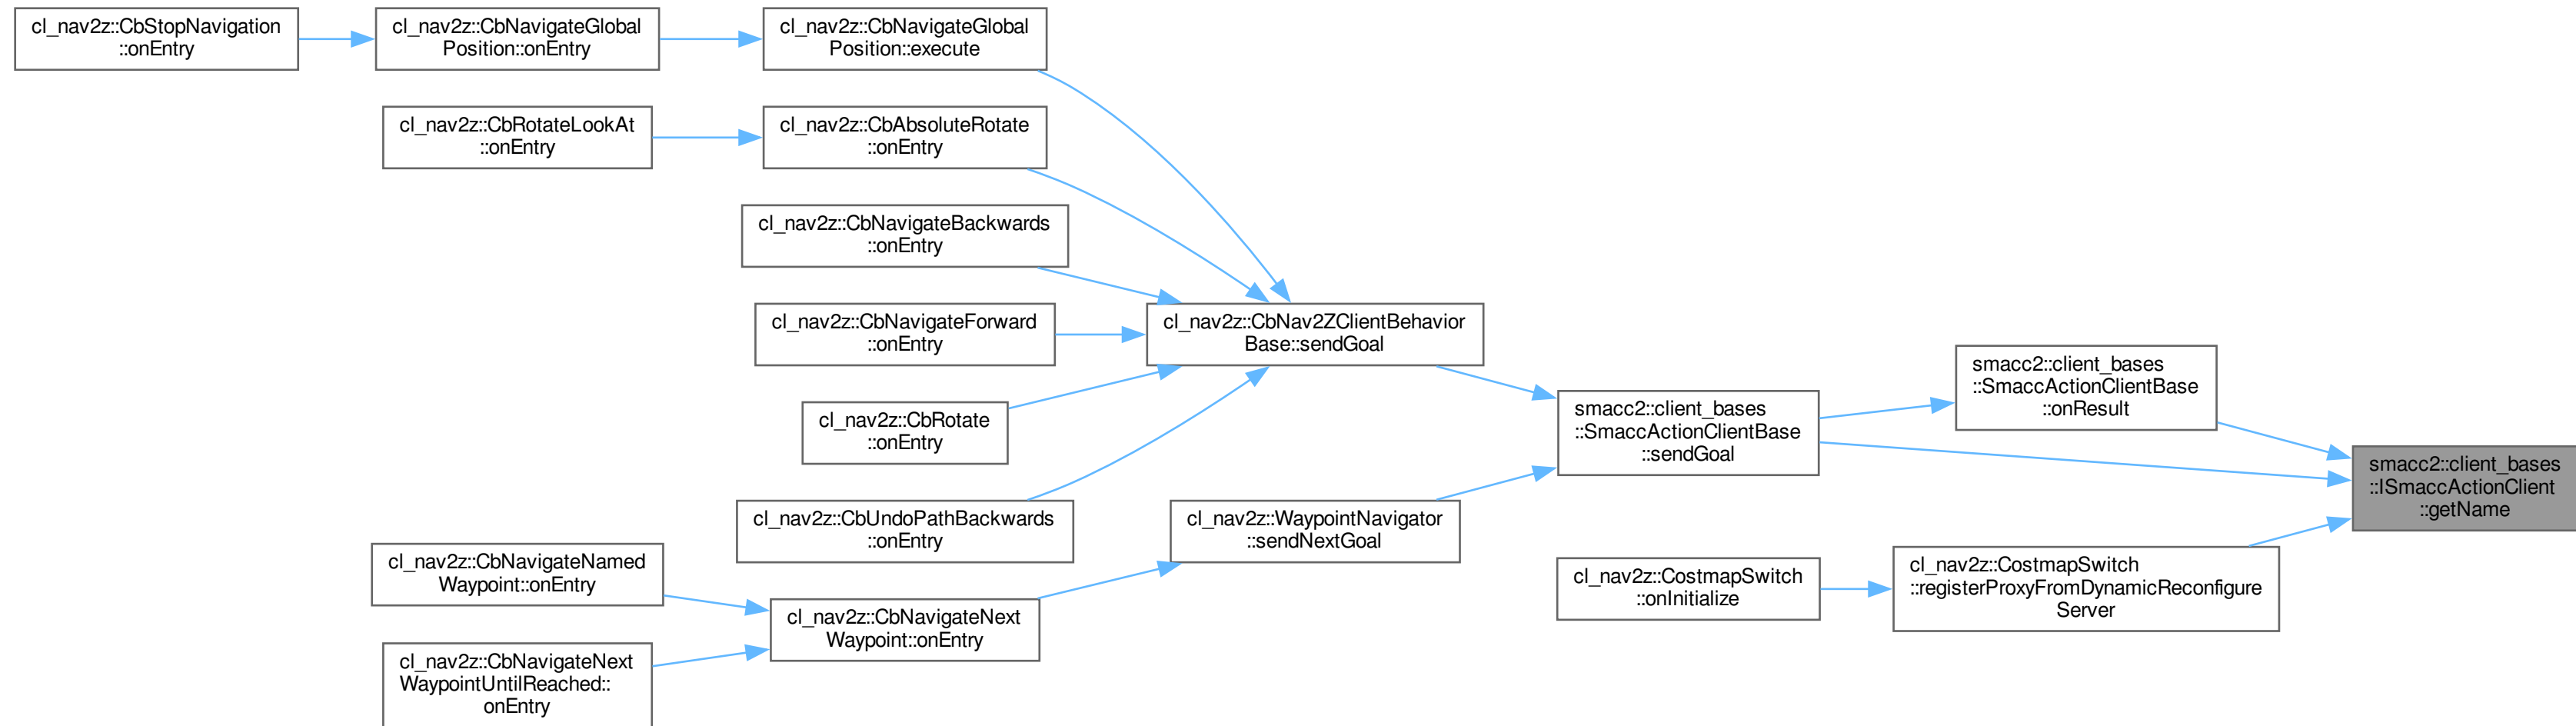 cl_nav2z::CbStopNavigation
::onEntry
cl_nav2z::CbNavigateGlobal
Position::onEntry
cl_nav2z::CbNavigateGlobal
Position::execute
cl_nav2z::CbRotateLookAt
::onEntry
cl_nav2z::CbAbsoluteRotate
::onEntry
cl_nav2z::CbNavigateBackwards
::onEntry
cl_nav2z::CbNavigateForward
::onEntry
cl_nav2z::CbNav2ZClientBehavior
Base::sendGoal
cl_nav2z::CbRotate
::onEntry
cl_nav2z::CbUndoPathBackwards
::onEntry
smacc2::client_bases
::SmaccActionClientBase
::sendGoal
smacc2::client_bases
::SmaccActionClientBase
::onResult
smacc2::client_bases
::ISmaccActionClient
::getName
cl_nav2z::WaypointNavigator
::sendNextGoal
cl_nav2z::CostmapSwitch
::onInitialize
cl_nav2z::CostmapSwitch
::registerProxyFromDynamicReconfigure
Server
cl_nav2z::CbNavigateNamed
Waypoint::onEntry
cl_nav2z::CbNavigateNext
Waypoint::onEntry
cl_nav2z::CbNavigateNext
WaypointUntilReached::
onEntry